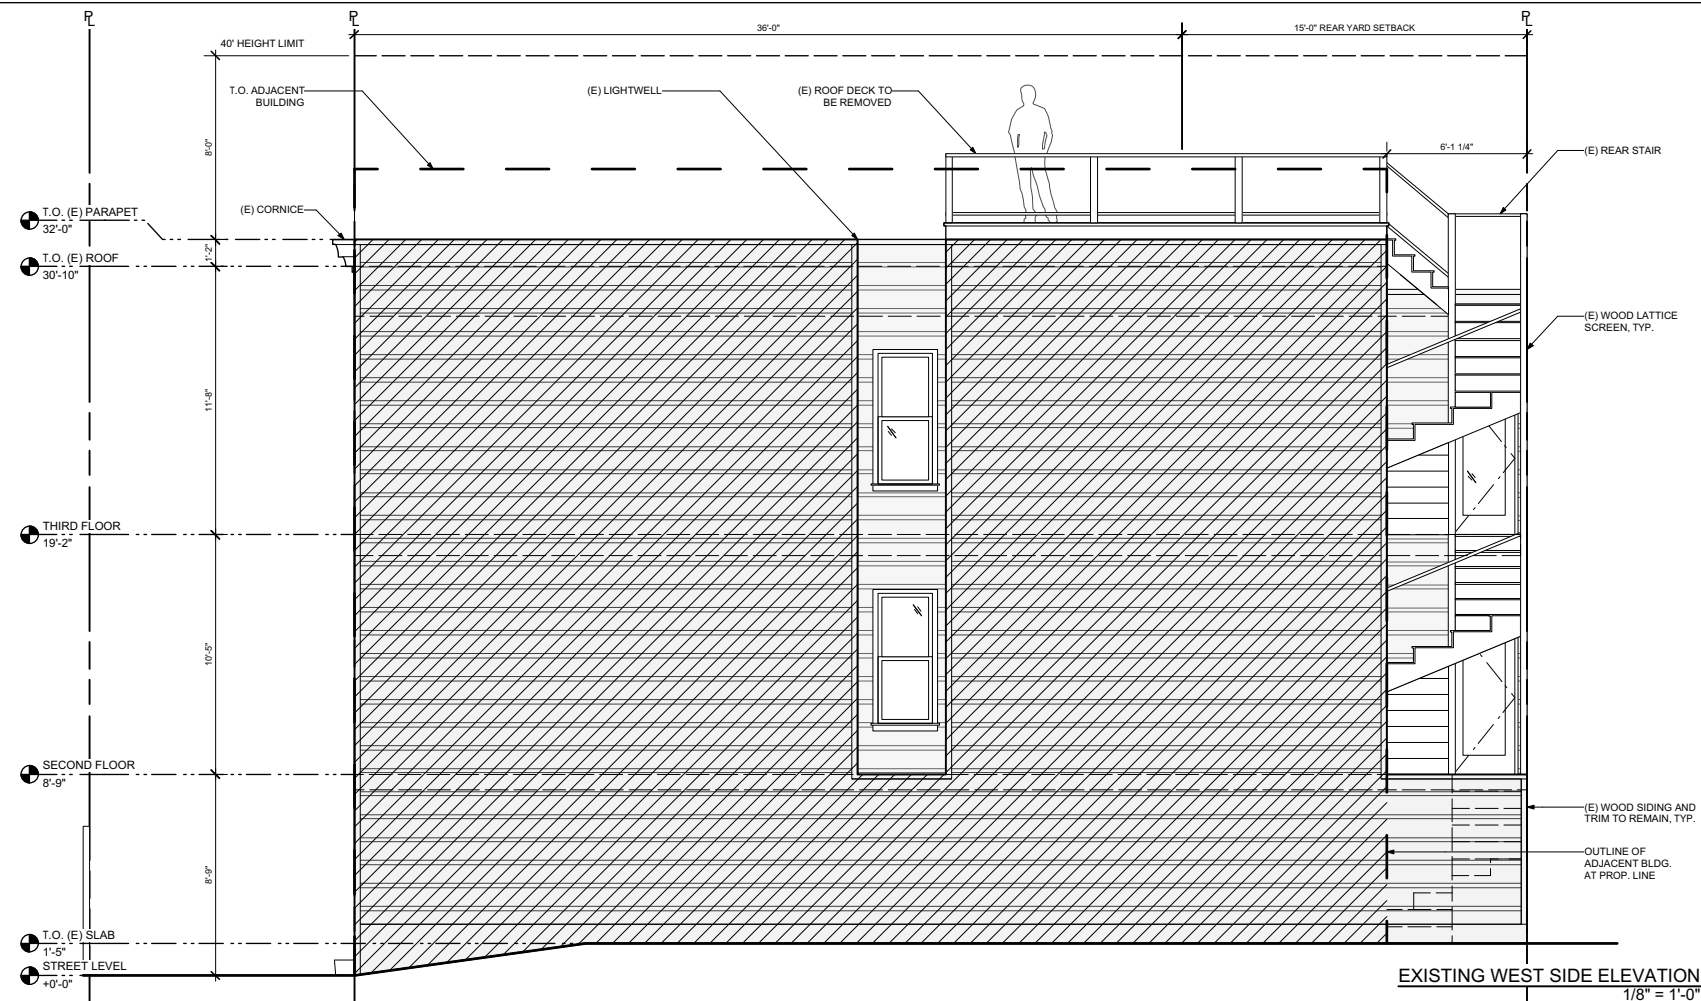 PL
PL
PL
36'-0"
15'-0" REAR YARD SETBACK
40' HEIGHT LIMIT
T.O. ADJACENT
BUILDING
(E) LIGHTWELL
(E) ROOF DECK TO
BE REMOVED
8'-0"
6'-1 1/4"
(E) REAR STAIR
T.O. (E) PARAPET
32'-0"
(E) CORNICE
1'-2"
T.O. (E) ROOF
30'-10"
(E) WOOD LATTICE
SCREEN, TYP.
11'-8"
THIRD FLOOR
19'-2"
10'-5"
SECOND FLOOR
8'-9"
(E) WOOD SIDING AND
TRIM TO REMAIN, TYP.
OUTLINE OF
ADJACENT BLDG.
AT PROP. LINE
8'-9"
T.O. (E) SLAB
1'-5"
STREET LEVEL
+0'-0"
EXISTING WEST SIDE ELEVATION
1/8" = 1'-0"